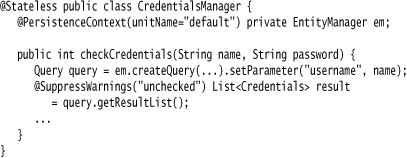 @Stateless public class CredentialsManager {
   @PersistenceContext(unitName="default") private EntityManager em;

   public int checkCredentials(String name, String password) {
      Query query = em.createQuery(...).setParameter("username", name);
      @SuppressWarnings("unchecked") List<Credentials> result
         = query.getResultList();
      ...
   }
}